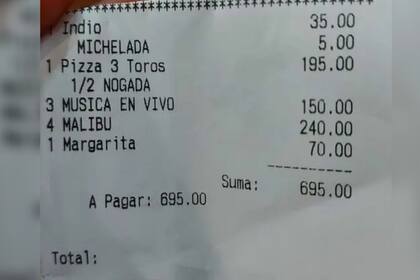 ****************************
1 Indio 35.00
MICHELADA 5.00
1 Pizza 3 Toros 195.00
1/2 NOGADA
3 MUSICA EN VIVO 150.00
4 MALIBU 240.00
1 Margarita 70.00
------------
Suma: 695.00
A Pagar: 695.00
Total: